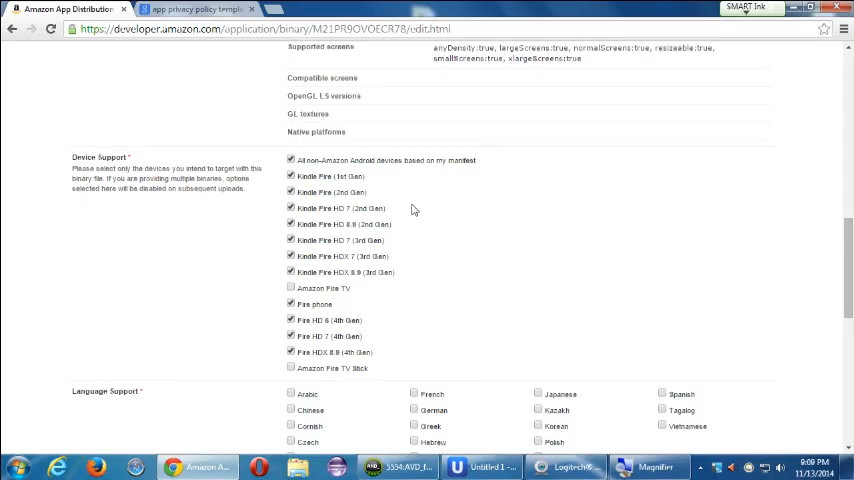 Amazon App Distribution
app privacy policy templa
SMART Ink
https://developer.amazon.com/application/binary/M21PR9OVOECR78/edit.html
Supported screens
anyDensity:true, largeScreens:true, normalScreens:true, resizeable:true,
smallScreens:true, xlargeScreens:true
Compatible screens
OpenGL LS versions
GL textures
Native platforms
Device Support *
Please select only the devices you intend to target with this
binary file. If you are providing multiple binaries, options
selected here will be disabled on subsequent uploads.
All non-Amazon Android devices based on my manifest
Kindle Fire (1st Gen)
Kindle Fire (2nd Gen)
Kindle Fire HD 7 (2nd Gen)
Kindle Fire HD 8.9 (2nd Gen)
Kindle Fire HD 7 (3rd Gen)
Kindle Fire HDX 7 (3rd Gen)
Kindle Fire HDX 8.9 (3rd Gen)
Amazon Fire TV
Fire phone
Fire HD 6 (4th Gen)
Fire HD 7 (4th Gen)
Fire HDX 8.9 (4th Gen)
Amazon Fire TV Stick
Language Support *
Arabic French Japanese Spanish
Chinese German Kazakh Tagalog
Cornish Greek Korean Vietnamese
Czech Hebrew Polish
Amazon A...
5554:AVD_f...
Untitled 1 -...
Logitech® ...
Magnifier
9:09 PM
11/13/2014